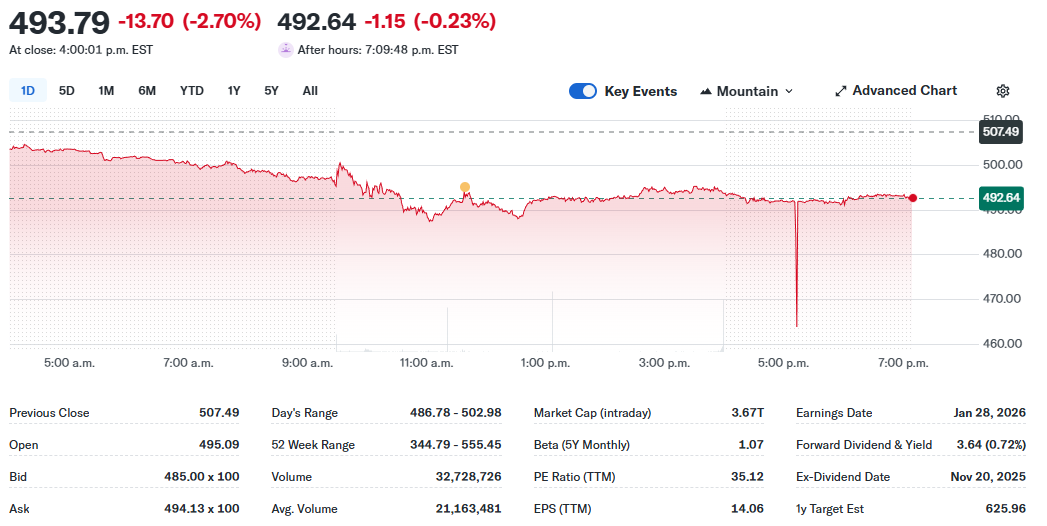 493.79 -13.70 (-2.70%) 492.64 -1.15 (-0.23%)
At close: 4:00:01 p.m. EST After hours: 7:09:48 p.m. EST
1D 5D 1M 6M YTD 1Y 5Y All Key Events Mountain Advanced Chart
510.00
507.49
500.00
492.64
490.00
480.00
470.00
460.00
5:00 a.m. 7:00 a.m. 9:00 a.m. 11:00 a.m. 1:00 p.m. 3:00 p.m. 5:00 p.m. 7:00 p.m.
Previous Close 507.49 Day's Range 486.78 - 502.98 Market Cap (intraday) 3.67T Earnings Date Jan 28, 2026
Open 495.09 52 Week Range 344.79 - 555.45 Beta (5Y Monthly) 1.07 Forward Dividend & Yield 3.64 (0.72%)
Bid 485.00 x 100 Volume 32,728,726 PE Ratio (TTM) 35.12 Ex-Dividend Date Nov 20, 2025
Ask 494.13 x 100 Avg. Volume 21,163,481 EPS (TTM) 14.06 1y Target Est 625.96